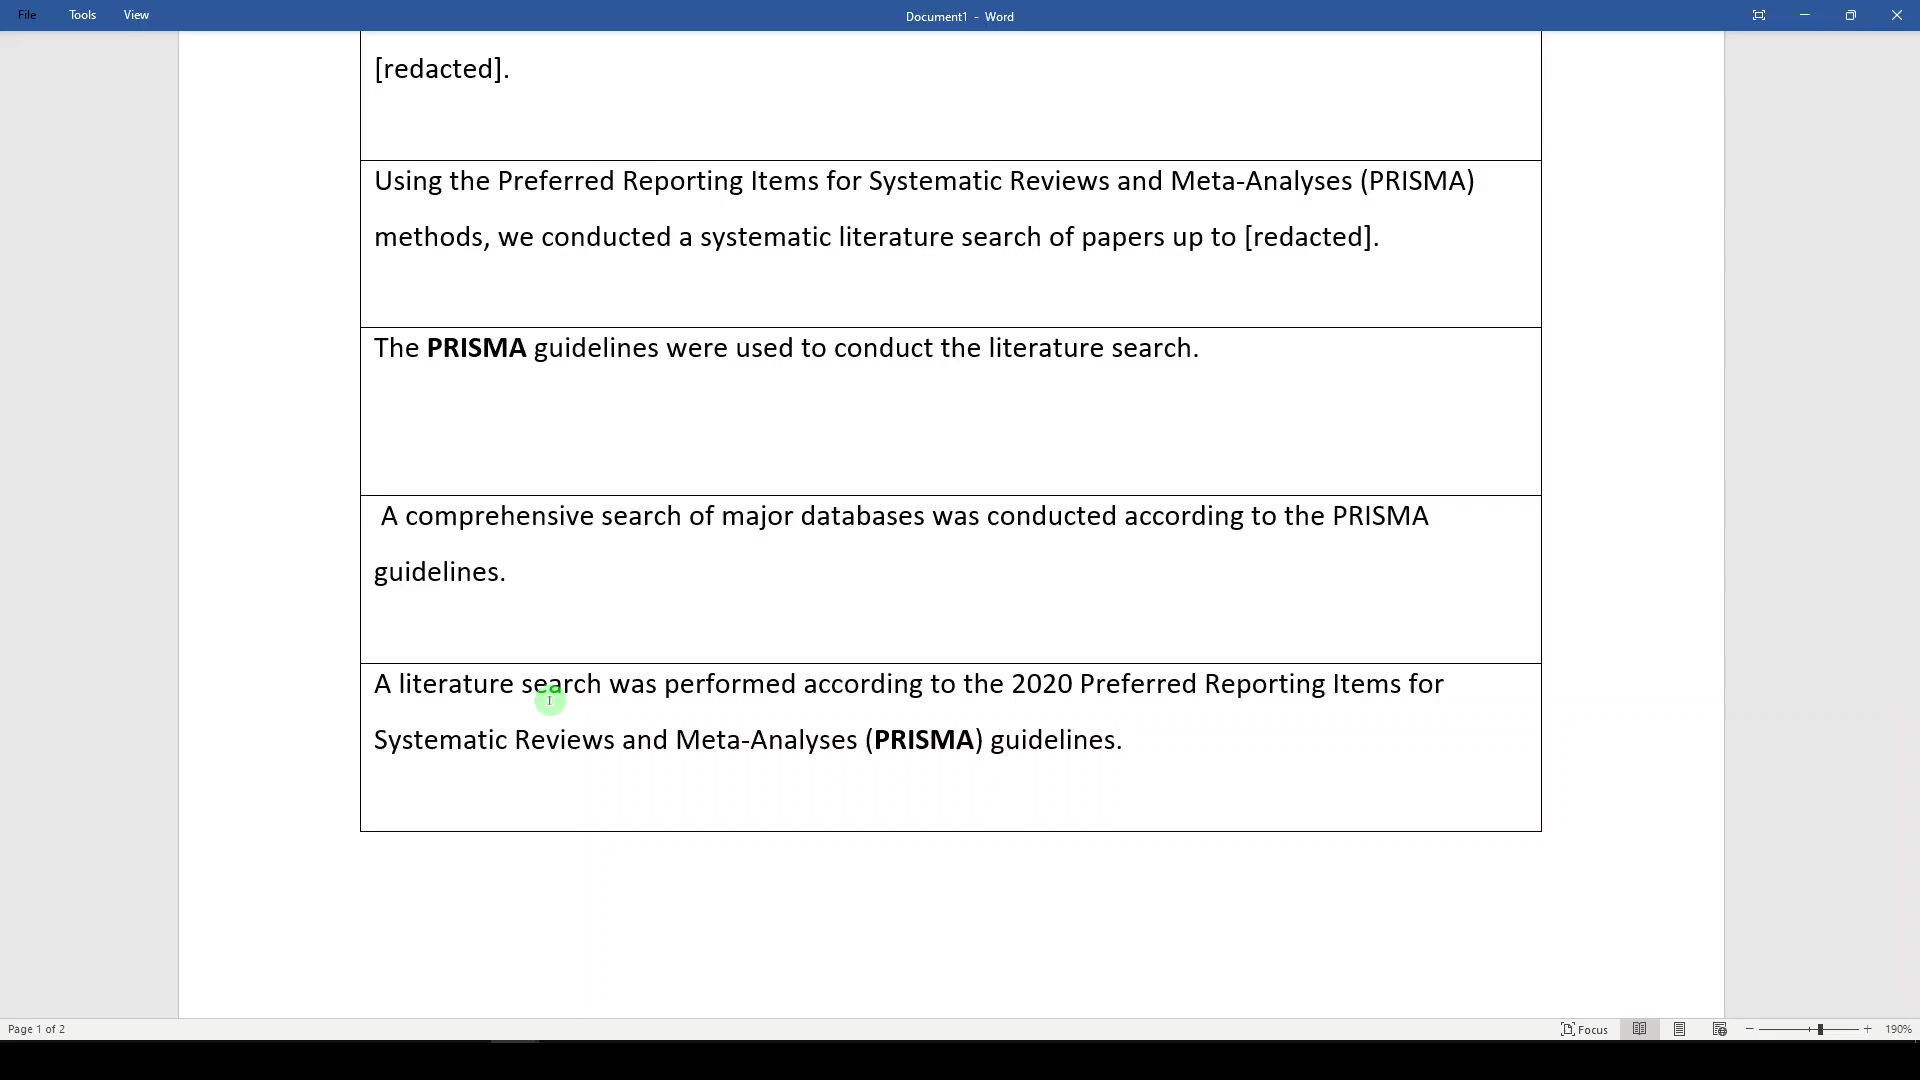 File Tools View Document1 - Word
[redacted].
Using the Preferred Reporting Items for Systematic Reviews and Meta-Analyses (PRISMA)
methods, we conducted a systematic literature search of papers up to [redacted].
The PRISMA guidelines were used to conduct the literature search.
A comprehensive search of major databases was conducted according to the PRISMA
guidelines.
A literature search was performed according to the 2020 Preferred Reporting Items for
Systematic Reviews and Meta-Analyses (PRISMA) guidelines.
Page 1 of 2 Focus 190%